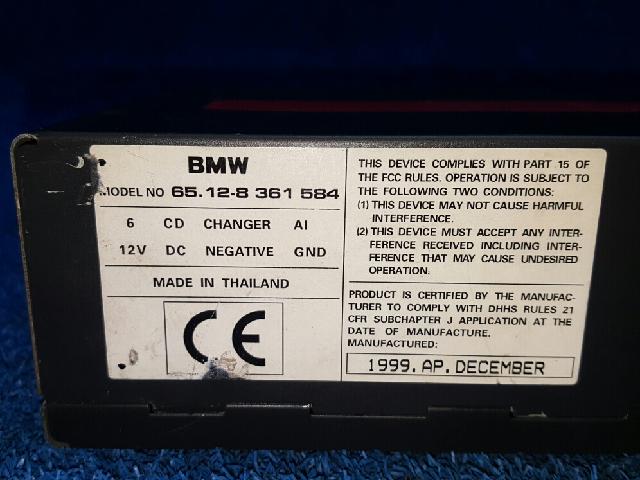 BMW
MODEL NO 65.12-8 361 584
6 CD CHANGER AI
12V DC NEGATIVE GND
MADE IN THAILAND
CE
THIS DEVICE COMPLIES WITH PART 15 OF
THE FCC RULES. OPERATION IS SUBJECT TO
THE FOLLOWING TWO CONDITIONS:
(1) THIS DEVICE MAY NOT CAUSE HARMFUL
INTERFERENCE.
(2) THIS DEVICE MUST ACCEPT ANY INTER-
FERENCE RECEIVED INCLUDING INTER-
FERENCE THAT MAY CAUSE UNDESIRED
OPERATION.
PRODUCT IS CERTIFIED BY THE MANUFAC-
TURER TO COMPLY WITH DHHS RULES 21
CFR SUBCHAPTER J APPLICATION AT THE
DATE OF MANUFACTURE.
MANUFACTURED:
1999. AP. DECEMBER